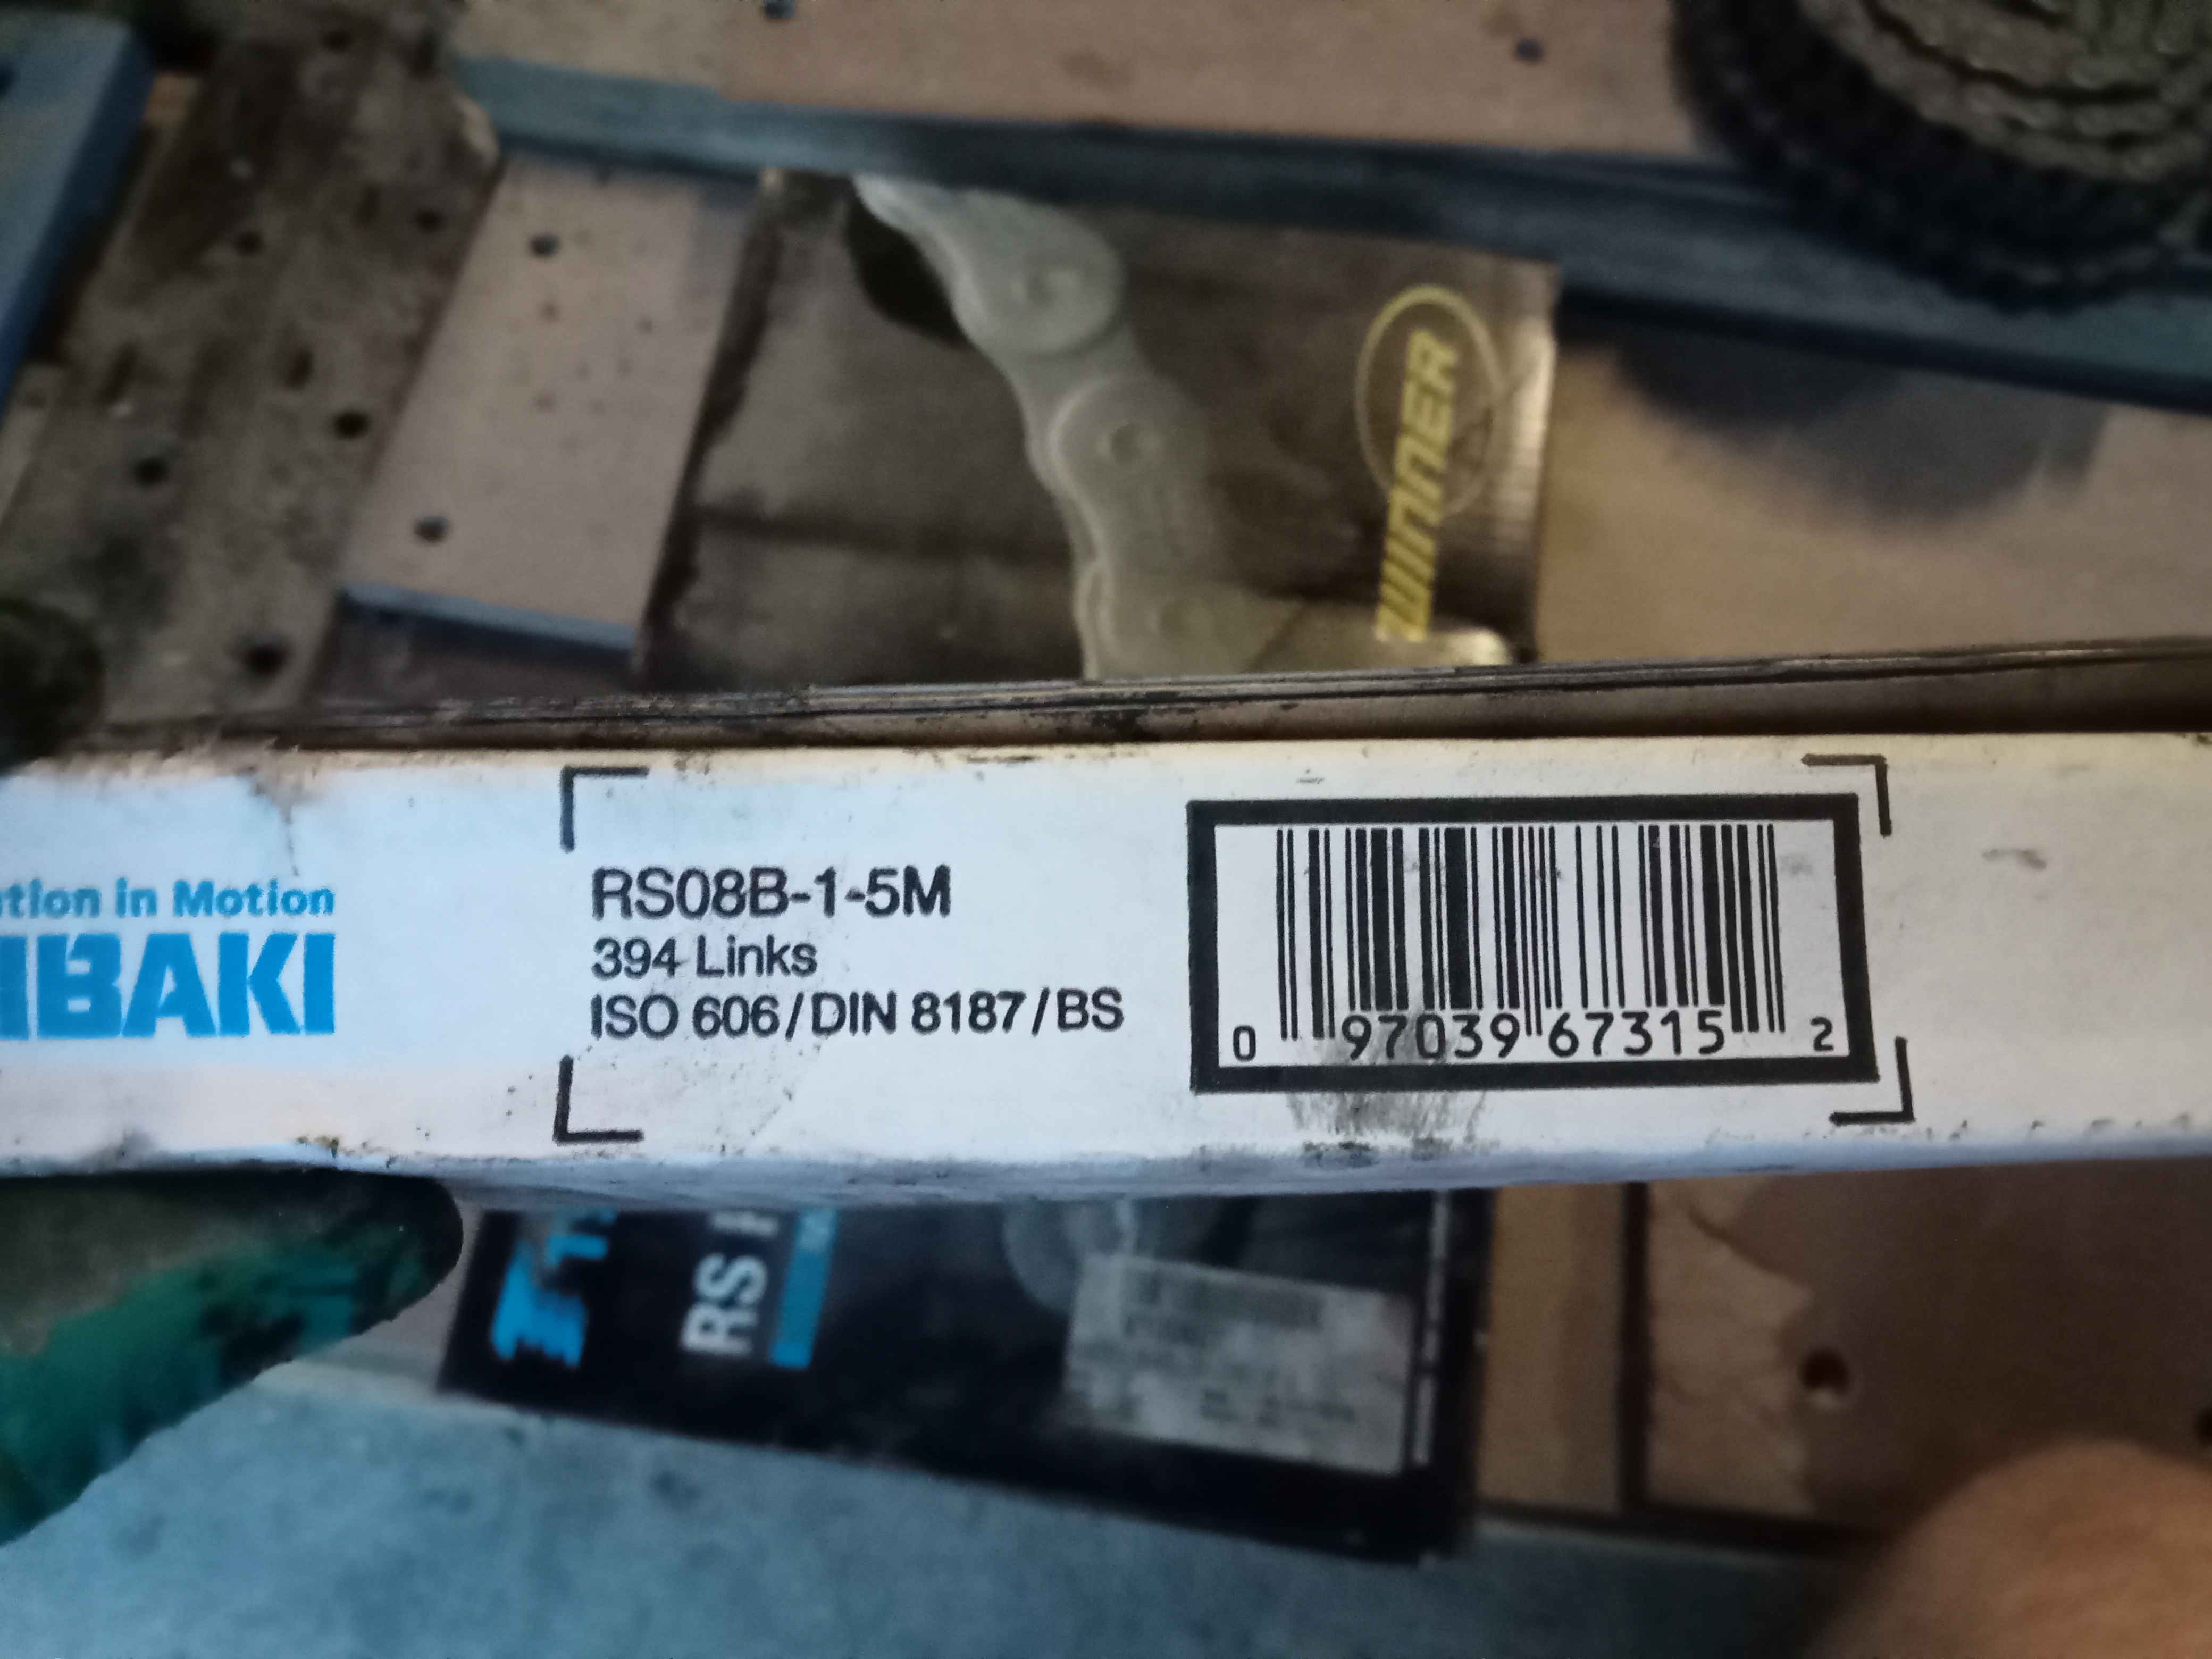 WINNER
tion in Motion
IBAKI
RS08B-1-5M
394 Links
ISO 606/DIN 8187/BS
0 97039 67315 2
RS